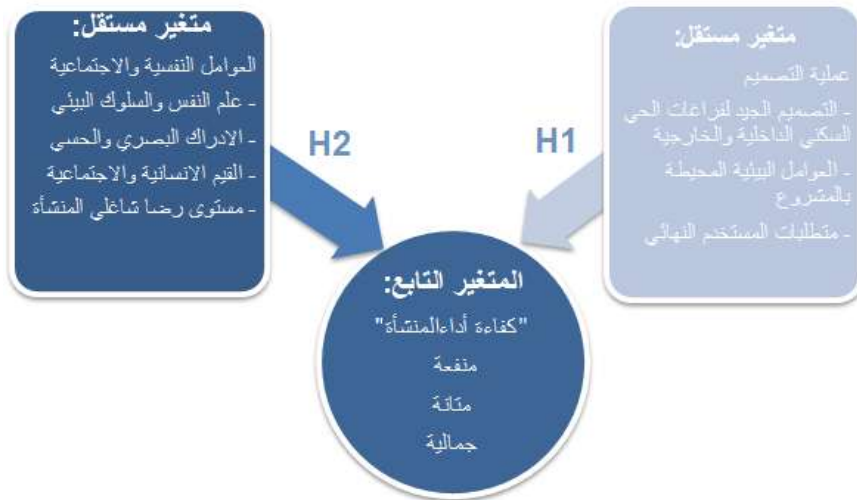 متغير مستقل:
عملية التصميم
- التصميم الجيد لفراغات الحي
السكني الداخلية والخارجية
- العوامل البيئية المحيطة
بالمشروع
- متطلبات المستخدم النهائي
H1
متغير مستقل:
العوامل النفسية والاجتماعية
- علم النفس والسلوك البيئي
- الادراك البصري والحسي
- القيم الانسانية والاجتماعية
- مستوى رضا شاغلي المنشأة
H2
المتغير التابع:
"كفاءة أداءالمنشأة"
منفعة
متانة
جمالية